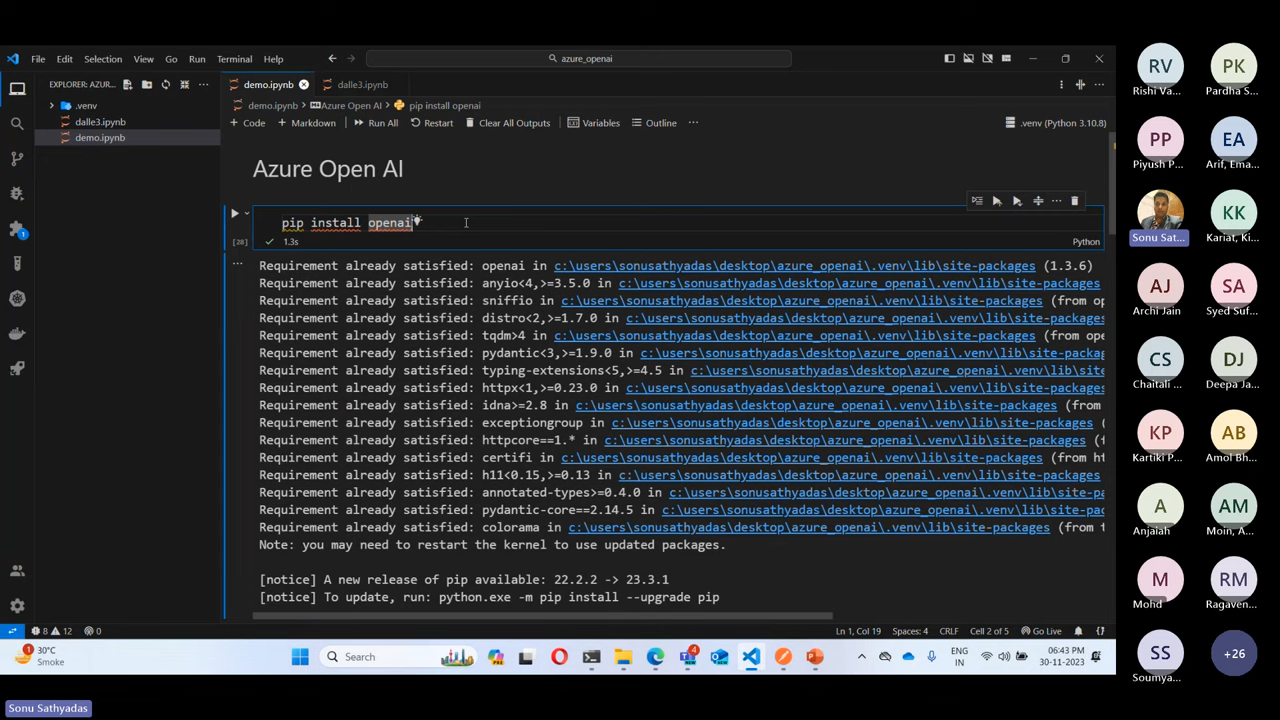 File Edit Selection View Go Run Terminal Help
azure_openai
EXPLORER: AZUR...
demo.ipynb
dalle3.ipynb
.venv
dalle3.ipynb
demo.ipynb
demo.ipynb > Azure Open AI > pip install openai
+ Code + Markdown Run All Restart Clear All Outputs Variables Outline ...
.venv (Python 3.10.8)
Azure Open AI
pip install openai
[28]
1.3s
Python
Requirement already satisfied: openai in c:\users\sonusathyadas\desktop\azure_openai\.venv\lib\site-packages (1.3.6)
Requirement already satisfied: anyio<4,>=3.5.0 in c:\users\sonusathyadas\desktop\azure_openai\.venv\lib\site-packages
Requirement already satisfied: sniffio in c:\users\sonusathyadas\desktop\azure_openai\.venv\lib\site-packages (from op
Requirement already satisfied: distro<2,>=1.7.0 in c:\users\sonusathyadas\desktop\azure_openai\.venv\lib\site-packages
Requirement already satisfied: tqdm>4 in c:\users\sonusathyadas\desktop\azure_openai\.venv\lib\site-packages (from ope
Requirement already satisfied: pydantic<3,>=1.9.0 in c:\users\sonusathyadas\desktop\azure_openai\.venv\lib\site-packag
Requirement already satisfied: typing-extensions<5,>=4.5 in c:\users\sonusathyadas\desktop\azure_openai\.venv\lib\site
Requirement already satisfied: httpx<1,>=0.23.0 in c:\users\sonusathyadas\desktop\azure_openai\.venv\lib\site-packages
Requirement already satisfied: idna>=2.8 in c:\users\sonusathyadas\desktop\azure_openai\.venv\lib\site-packages (from
Requirement already satisfied: exceptiongroup in c:\users\sonusathyadas\desktop\azure_openai\.venv\lib\site-packages (
Requirement already satisfied: httpcore==1.* in c:\users\sonusathyadas\desktop\azure_openai\.venv\lib\site-packages (
Requirement already satisfied: certifi in c:\users\sonusathyadas\desktop\azure_openai\.venv\lib\site-packages (from ht
Requirement already satisfied: h11<0.15,>=0.13 in c:\users\sonusathyadas\desktop\azure_openai\.venv\lib\site-packages
Requirement already satisfied: annotated-types>=0.4.0 in c:\users\sonusathyadas\desktop\azure_openai\.venv\lib\site-pa
Requirement already satisfied: pydantic-core==2.14.5 in c:\users\sonusathyadas\desktop\azure_openai\.venv\lib\site-pac
Requirement already satisfied: colorama in c:\users\sonusathyadas\desktop\azure_openai\.venv\lib\site-packages (from t
Note: you may need to restart the kernel to use updated packages.
[notice] A new release of pip available: 22.2.2 -> 23.3.1
[notice] To update, run: python.exe -m pip install --upgrade pip
8 12 0
Ln 1, Col 19 Spaces: 4 CRLF Cell 2 of 5 Go Live
1
30°C
Smoke
Search
4
ENG
IN
06:43 PM
30-11-2023
RV
Rishi Va...
PK
Pardha S...
PP
Piyush P...
EA
Arif, Ema...
Sonu Sat...
KK
Kariat, Ki...
AJ
Archi Jain
SA
Syed Suf...
CS
Chaitali ...
DJ
Deepa Ja...
KP
Kartiki P...
AB
Amol Bh...
A
Anjaiah
AM
Moin, A...
M
Mohd
RM
Ragaven...
SS
Soumya...
+26
Sonu Sathyadas